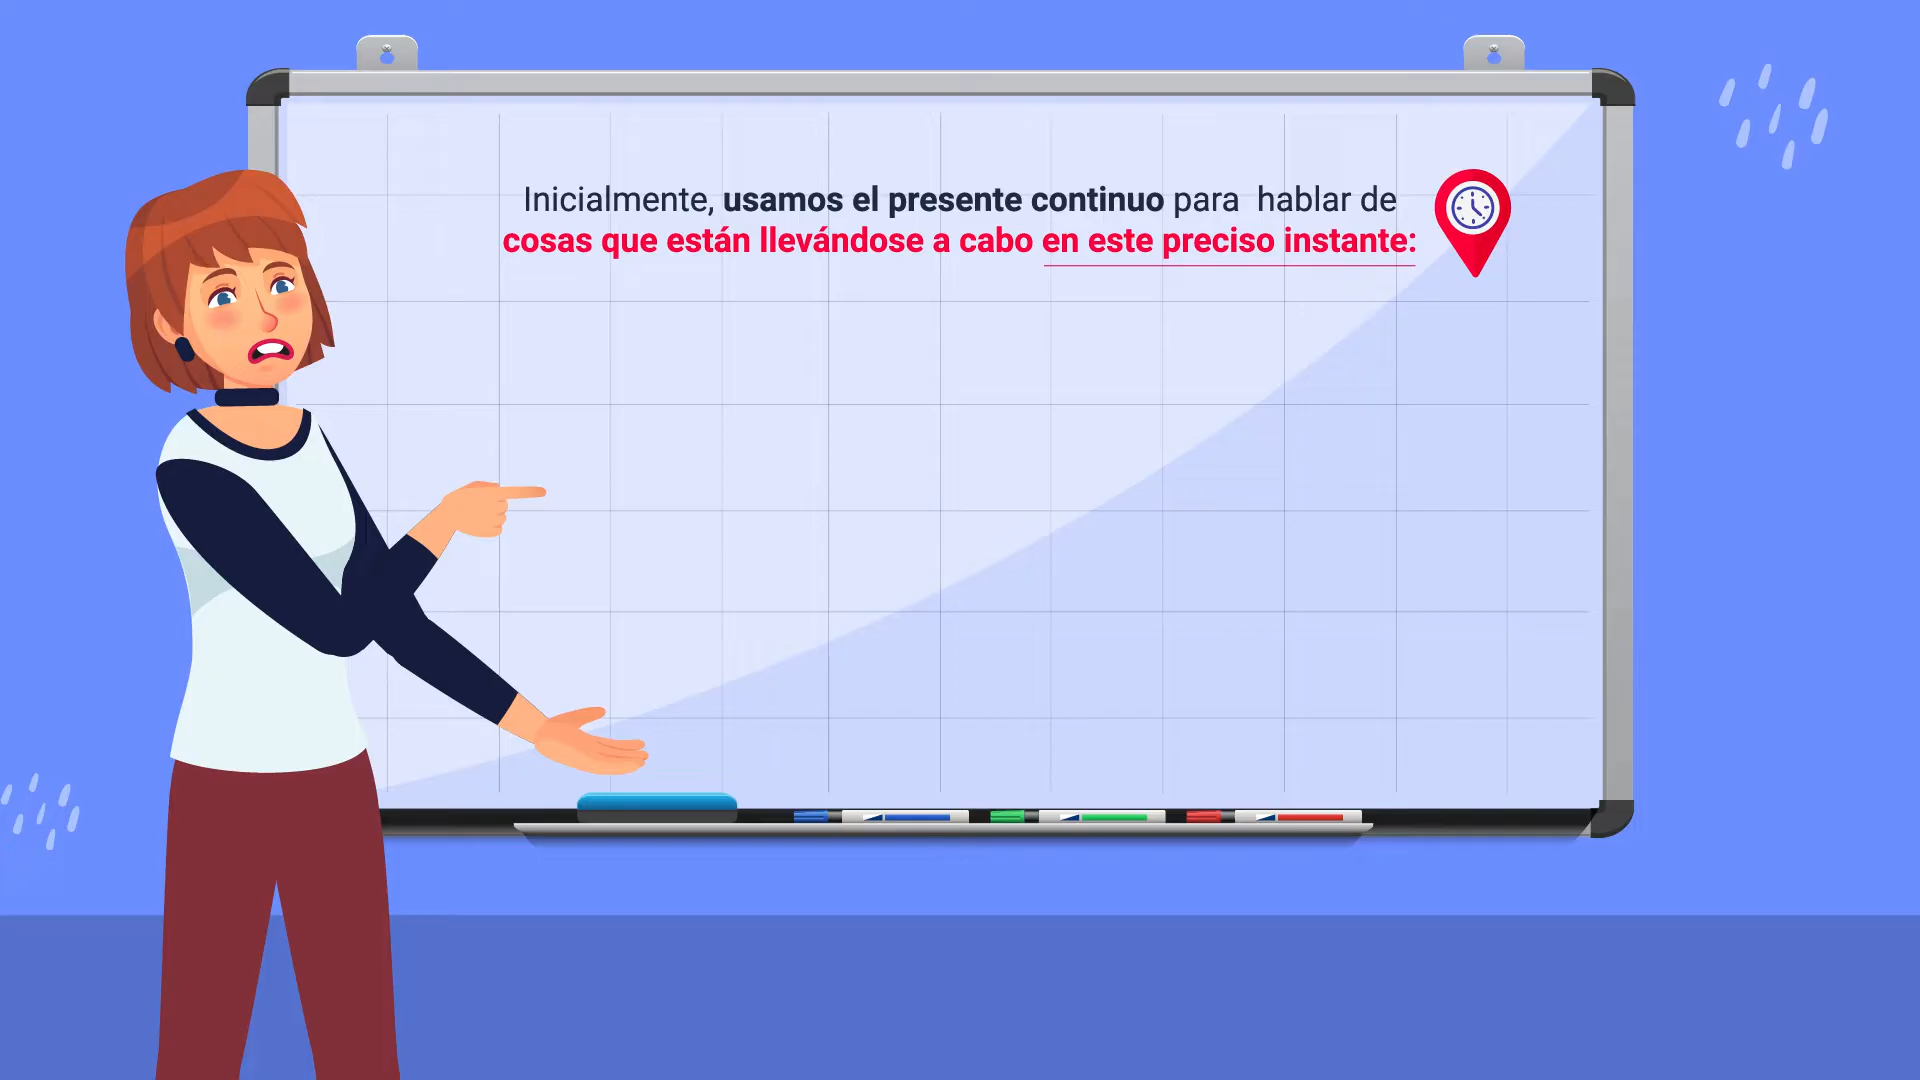 Inicialmente, usamos el presente continuo para  hablar de
cosas que están llevándose a cabo en este preciso instante: